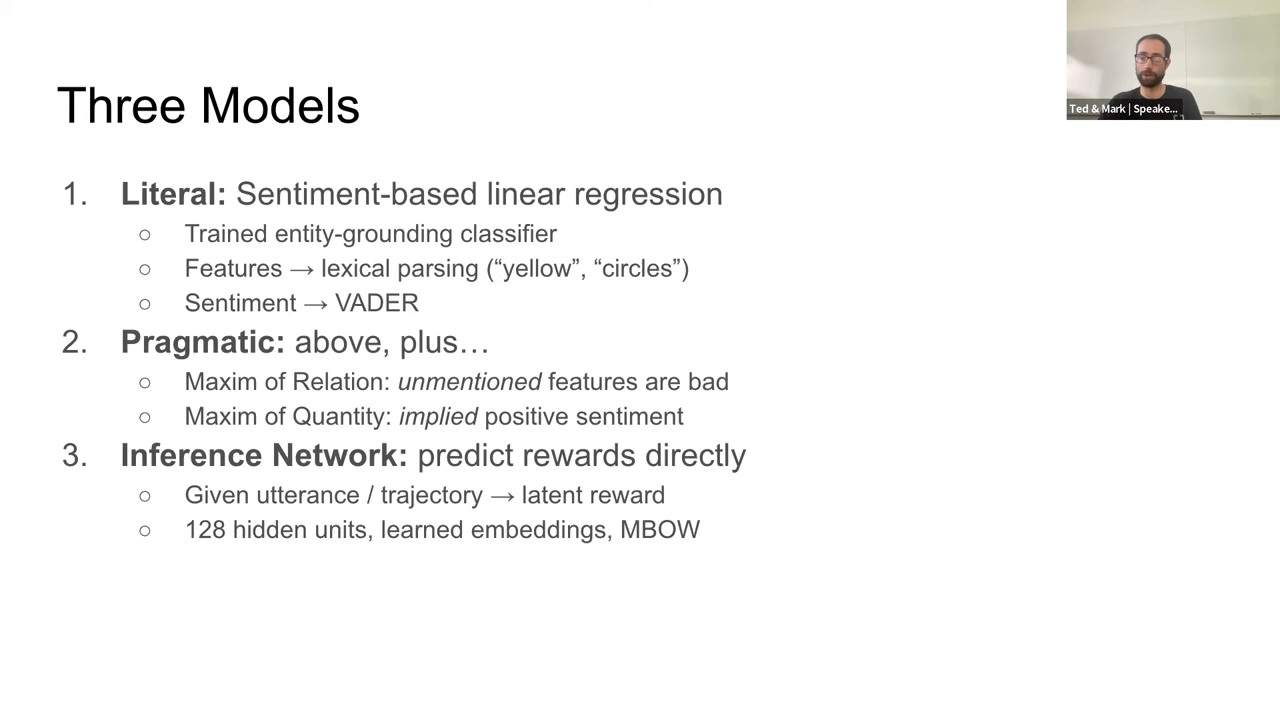 Three Models
Ted & Mark | Speake...
1. Literal: Sentiment-based linear regression
○ Trained entity-grounding classifier
○ Features → lexical parsing (“yellow”, “circles”)
○ Sentiment → VADER
2. Pragmatic: above, plus…
○ Maxim of Relation: unmentioned features are bad
○ Maxim of Quantity: implied positive sentiment
3. Inference Network: predict rewards directly
○ Given utterance / trajectory → latent reward
○ 128 hidden units, learned embeddings, MBOW